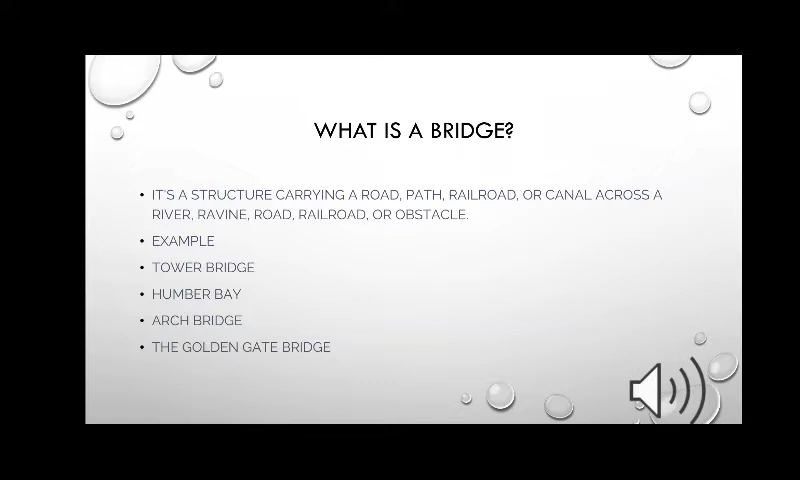 WHAT IS A BRIDGE?
• IT'S A STRUCTURE CARRYING A ROAD, PATH, RAILROAD, OR CANAL ACROSS A
RIVER, RAVINE, ROAD, RAILROAD, OR OBSTACLE.
• EXAMPLE
• TOWER BRIDGE
• HUMBER BAY
• ARCH BRIDGE
• THE GOLDEN GATE BRIDGE